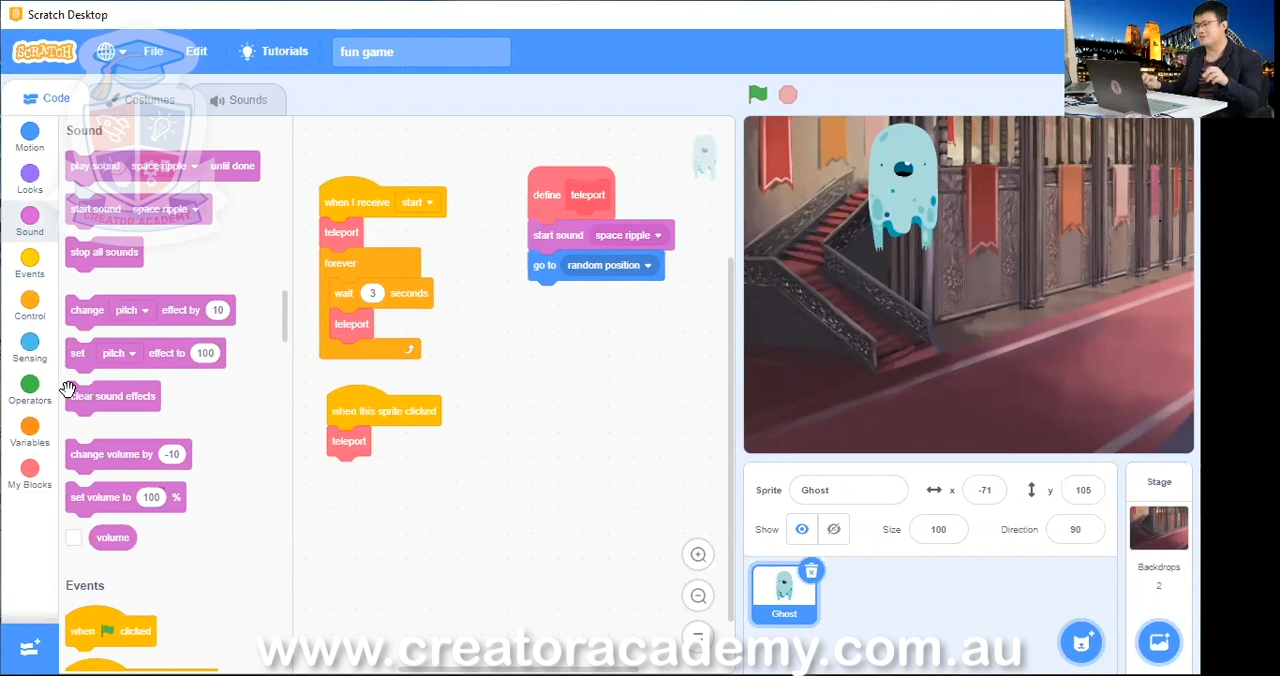 Scratch Desktop
SCRATCH
File
Edit
Tutorials
fun game
Code
Costumes
Sounds
Motion
Looks
Sound
Events
Control
Sensing
Operators
Variables
My Blocks
Sound
play sound space ripple until done
start sound space ripple
CREATOR ACADEMY
stop all sounds
change pitch effect by 10
set pitch effect to 100
clear sound effects
change volume by -10
set volume to 100 %
volume
Events
when clicked
when I receive start
teleport
forever
wait 3 seconds
teleport
when this sprite clicked
teleport
define teleport
start sound space ripple
go to random position
Sprite Ghost
x -71
y 105
Show
Size 100
Direction 90
Ghost
Stage
Backdrops
2
www.creatoracademy.com.au